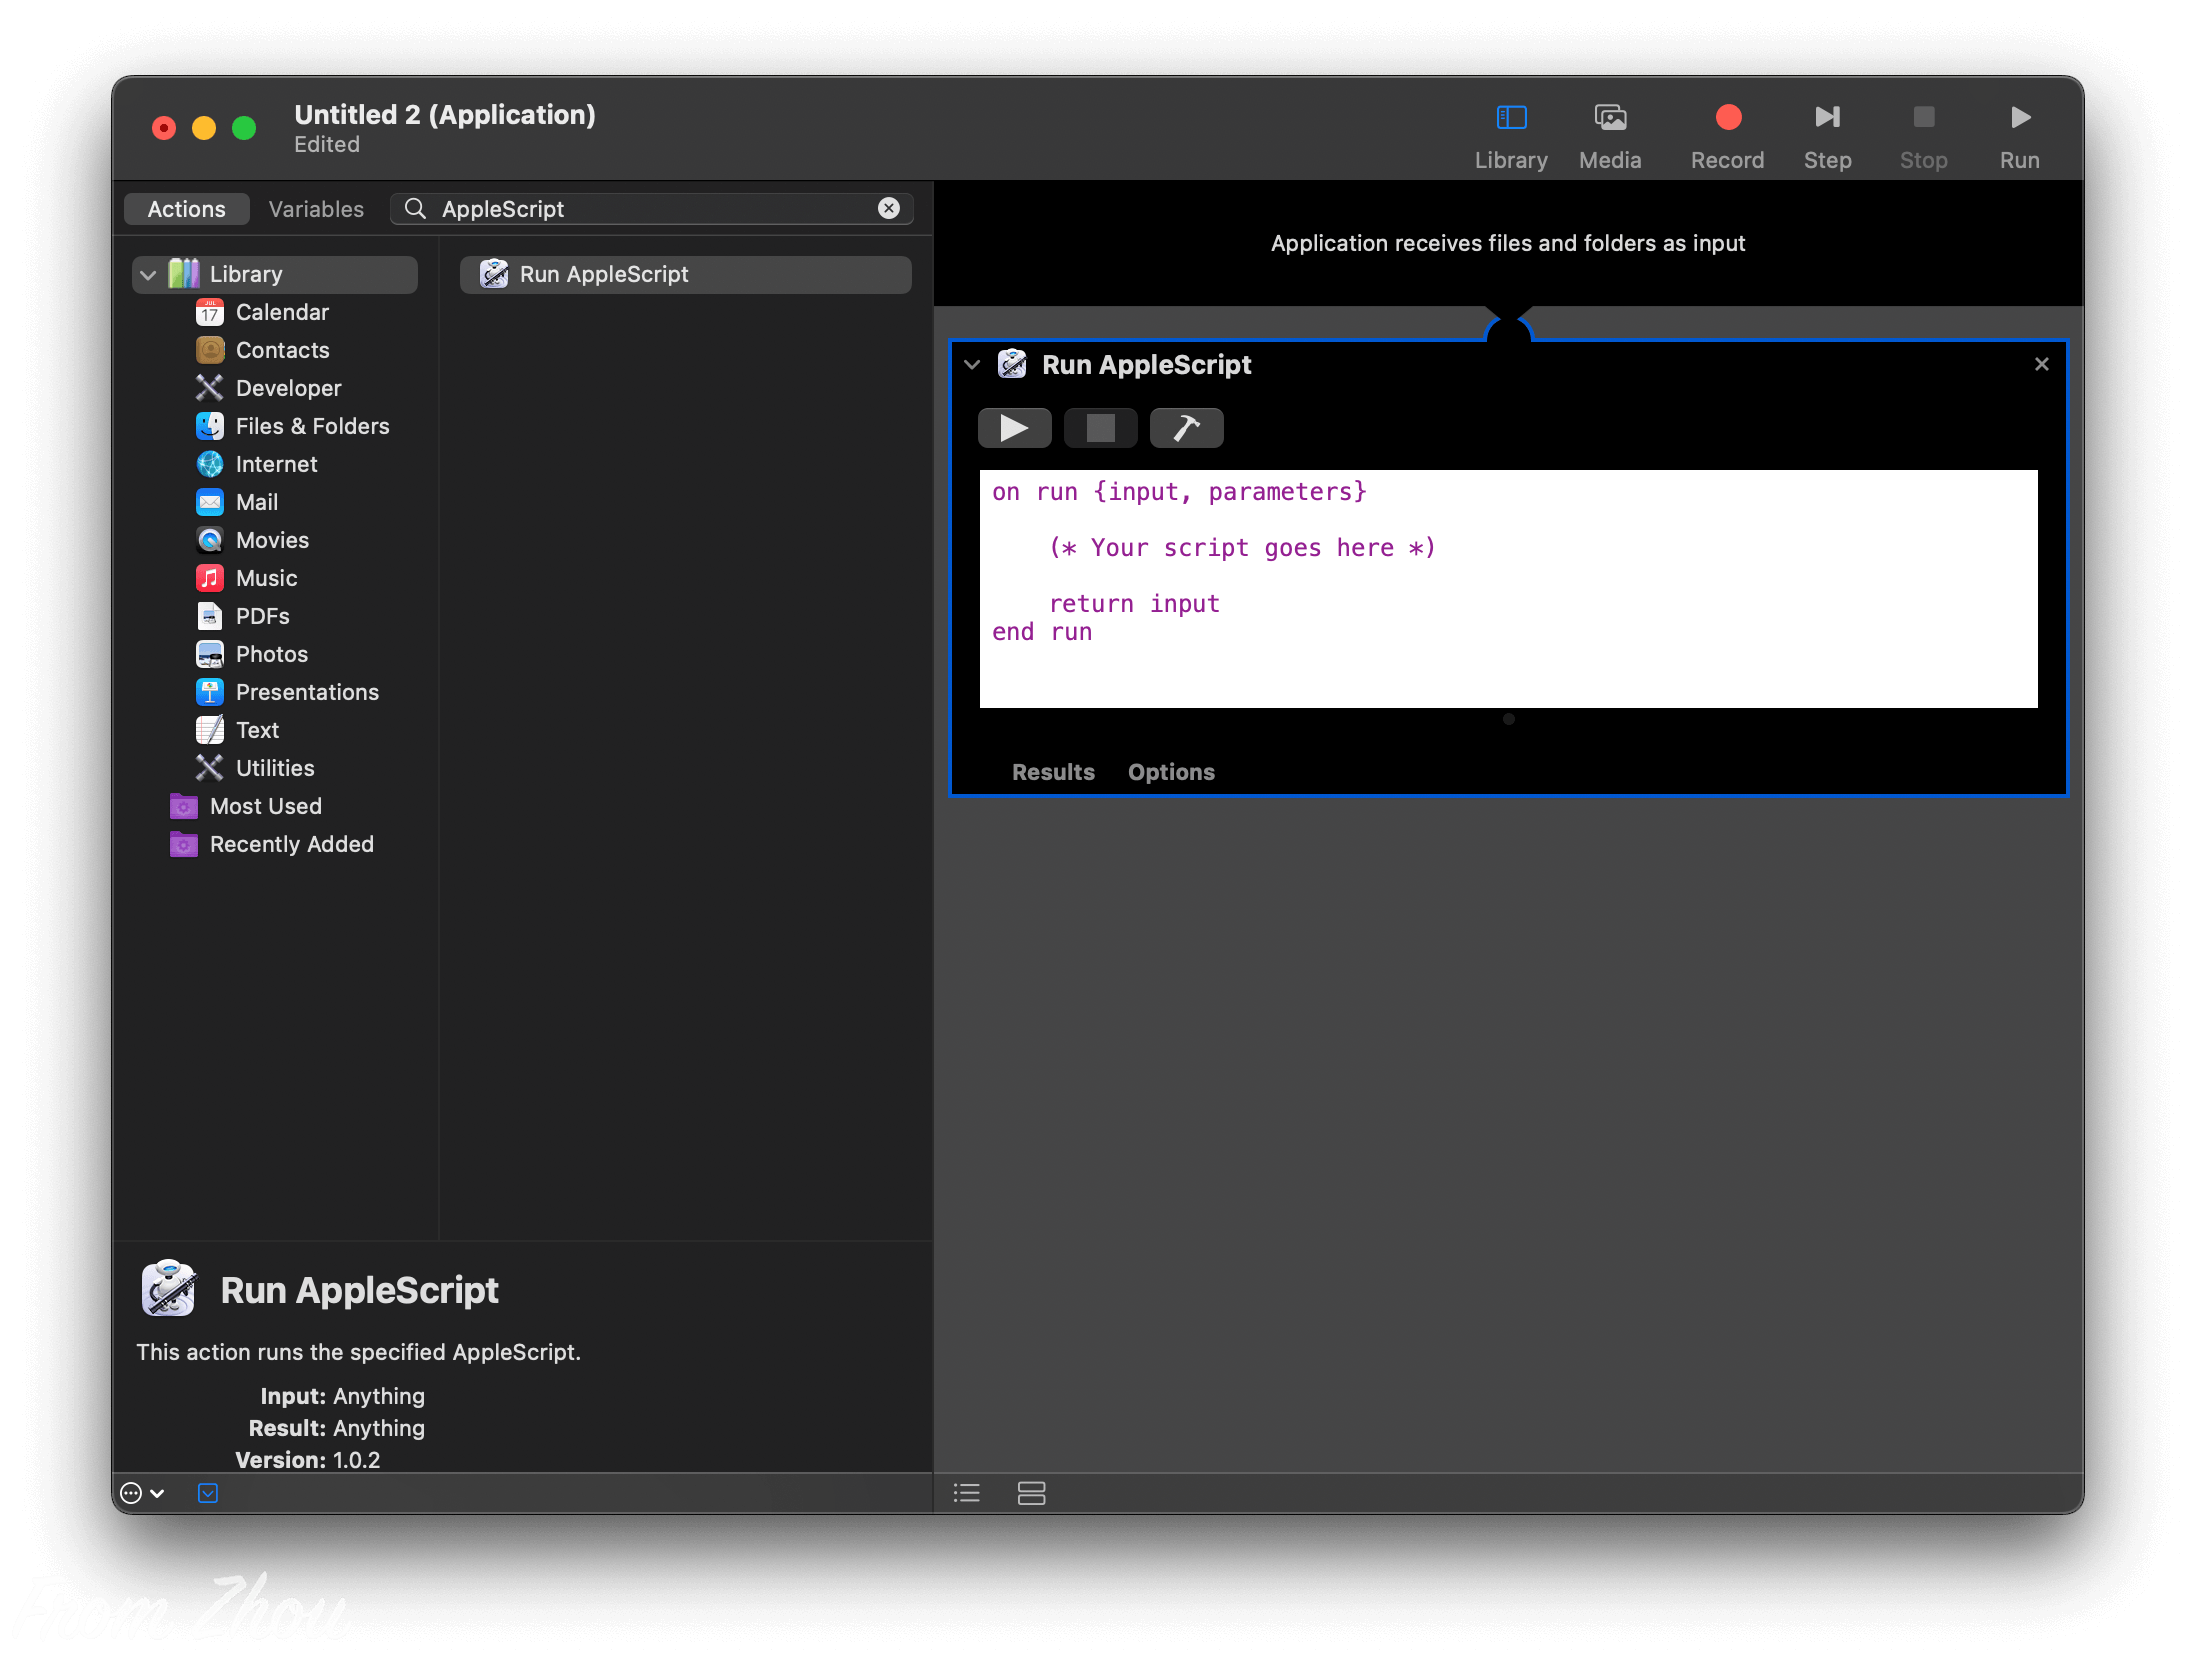 Untitled 2 (Application)
Edited
Library
Media
Record
Step
Stop
Run
Actions
Variables
AppleScript
Application receives files and folders as input
Library
JUL
17
Calendar
Contacts
Developer
Files & Folders
Internet
Mail
Movies
Music
PDFs
Photos
Presentations
Text
Utilities
Most Used
Recently Added
Run AppleScript
Run AppleScript
on run {input, parameters}
(* Your script goes here *)
return input
end run
Results
Options
Run AppleScript
This action runs the specified AppleScript.
Input: Anything
Result: Anything
Version: 1.0.2
Zhou